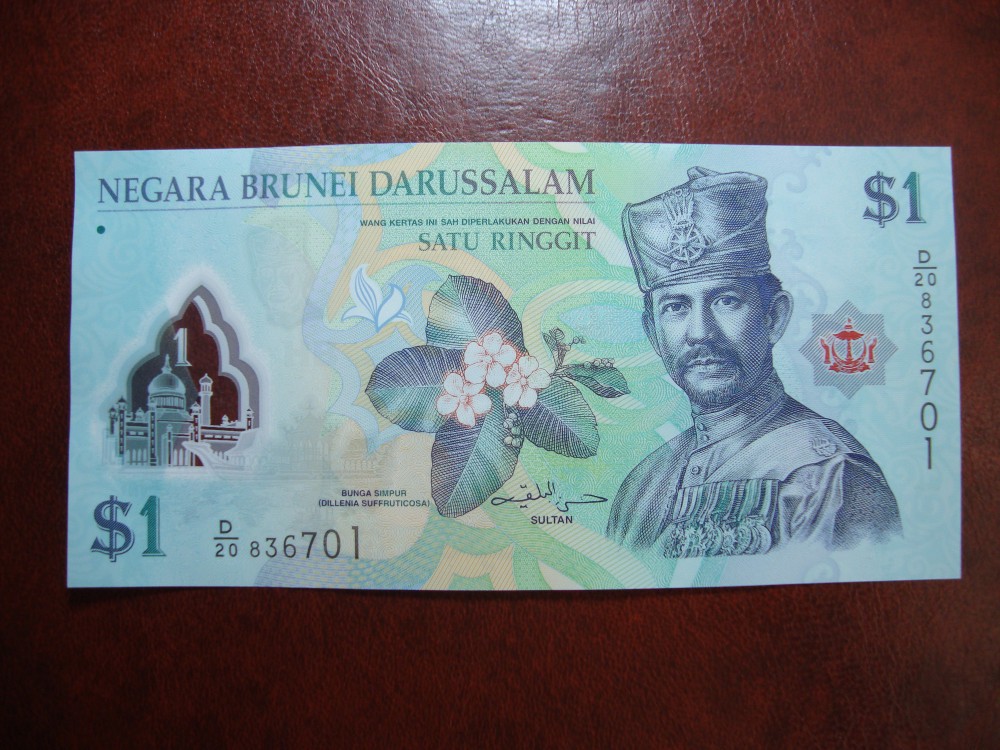 NEGARA BRUNEI DARUSSALAM
$1
WANG KERTAS INI SAH DIPERLAKUKAN DENGAN NILAI
SATU RINGGIT
D/20 836701
1
BUNGA SIMPUR
(DILLENIA SUFFRUTICOSA)
SULTAN
$1
D/20 836701